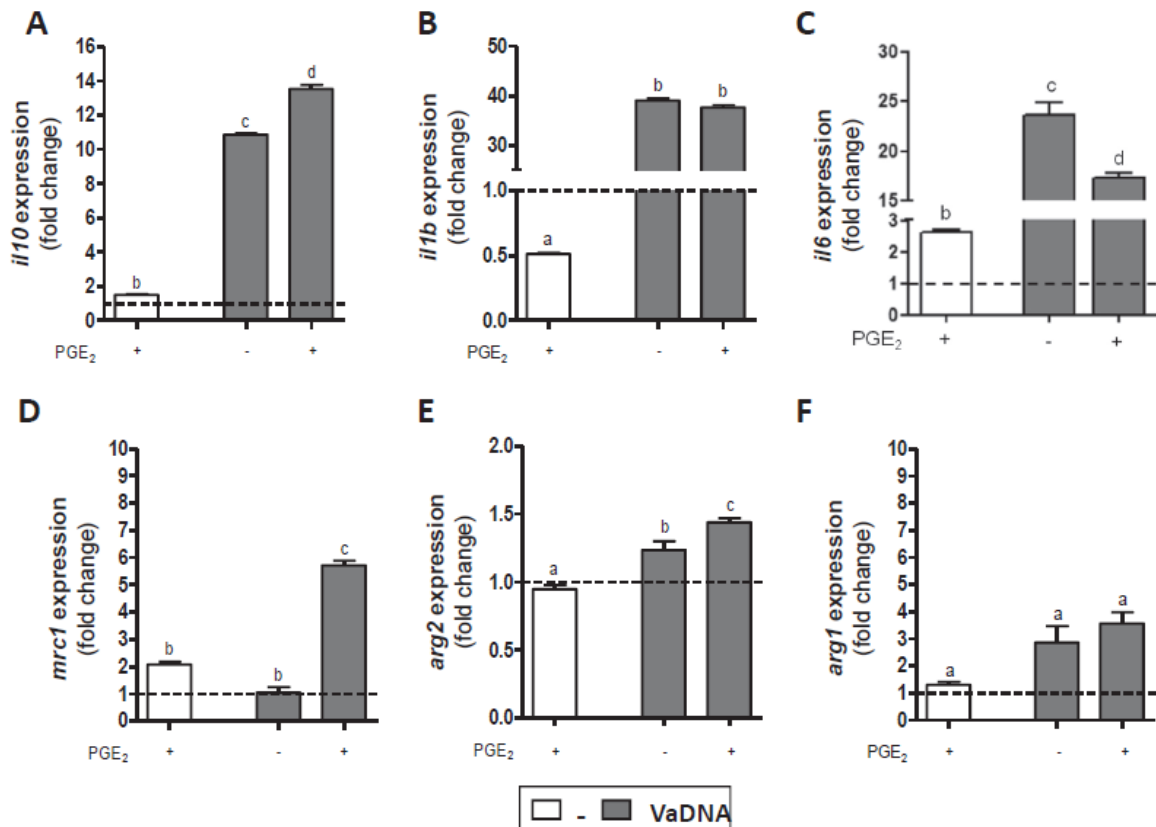 A
il10 expression
(fold change)
16
14
12
10
8
6
4
2
0
b
c
d
PGE2
+
-
+
B
il1b expression
(fold change)
50
40
30
1.0
0.5
0.0
a
b
b
PGE2
+
-
+
C
il6 expression
(fold change)
30
25
20
15
3
2
1
0
b
c
d
PGE2
+
-
+
D
mrc1 expression
(fold change)
10
9
8
7
6
5
4
3
2
1
0
b
b
c
PGE2
+
-
+
E
arg2 expression
(fold change)
2.0
1.5
1.0
0.5
0.0
a
b
c
PGE2
+
-
+
F
arg1 expression
(fold change)
10
9
8
7
6
5
4
3
2
1
0
a
a
a
PGE2
+
-
+
- VaDNA